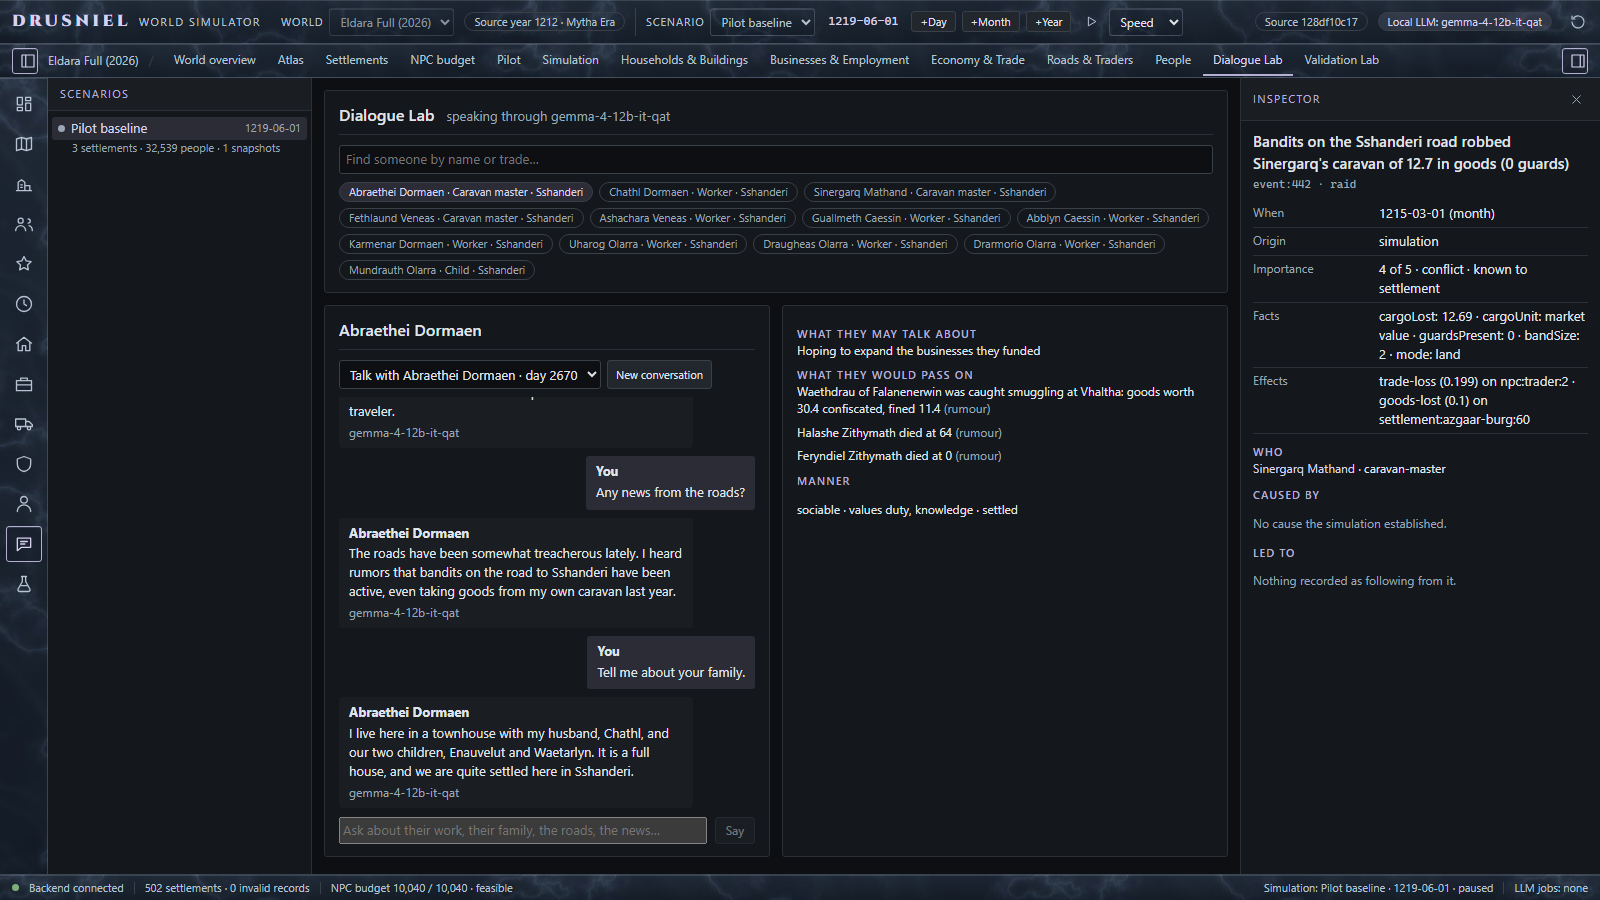 DRUSNIEL WORLD SIMULATOR WORLD Eldara Full (2026) Source year 1212 · Mytha Era SCENARIO Pilot baseline 1219-06-01 +Day +Month +Year Speed Source 128df10c17 Local LLM: gemma-4-12b-it-qat
Eldara Full (2026) / World overview Atlas Settlements NPC budget Pilot Simulation Households & Buildings Businesses & Employment Economy & Trade Roads & Traders People Dialogue Lab Validation Lab
SCENARIOS
Pilot baseline 1219-06-01
3 settlements · 32,539 people · 1 snapshots
Dialogue Lab speaking through gemma-4-12b-it-qat
Find someone by name or trade...
Abraethei Dormaen · Caravan master · Sshanderi Chathl Dormaen · Worker · Sshanderi Sinergarq Mathand · Caravan master · Sshanderi
Fethlaund Veneas · Caravan master · Sshanderi Ashachara Veneas · Worker · Sshanderi Guallmeth Caessin · Worker · Sshanderi Abblyn Caessin · Worker · Sshanderi
Karmenar Dormaen · Worker · Sshanderi Uharog Olarra · Worker · Sshanderi Draugheas Olarra · Worker · Sshanderi Drarmorio Olarra · Worker · Sshanderi
Mundrauth Olarra · Child · Sshanderi
Abraethei Dormaen
Talk with Abraethei Dormaen · day 2670 New conversation
traveler.
gemma-4-12b-it-qat
You
Any news from the roads?
Abraethei Dormaen
The roads have been somewhat treacherous lately. I heard
rumors that bandits on the road to Sshanderi have been
active, even taking goods from my own caravan last year.
gemma-4-12b-it-qat
You
Tell me about your family.
Abraethei Dormaen
I live here in a townhouse with my husband, Chathl, and
our two children, Enauvelut and Waetarlyn. It is a full
house, and we are quite settled here in Sshanderi.
gemma-4-12b-it-qat
Ask about their work, their family, the roads, the news... Say
WHAT THEY MAY TALK ABOUT
Hoping to expand the businesses they funded
WHAT THEY WOULD PASS ON
Waethdrau of Falanenerwin was caught smuggling at Vhaltha: goods worth
30.4 confiscated, fined 11.4 (rumour)
Halashe Zithymath died at 64 (rumour)
Feryndiel Zithymath died at 0 (rumour)
MANNER
sociable · values duty, knowledge · settled
INSPECTOR
Bandits on the Sshanderi road robbed
Sinergarq's caravan of 12.7 in goods (0 guards)
event:442 · raid
When 1215-03-01 (month)
Origin simulation
Importance 4 of 5 · conflict · known to
settlement
Facts cargoLost: 12.69 · cargoUnit: market
value · guardsPresent: 0 · bandSize:
2 · mode: land
Effects trade-loss (0.199) on npc:trader:2 ·
goods-lost (0.1) on
settlement:azgaar-burg:60
WHO
Sinergarq Mathand · caravan-master
CAUSED BY
No cause the simulation established.
LED TO
Nothing recorded as following from it.
Backend connected 502 settlements · 0 invalid records NPC budget 10,040 / 10,040 · feasible Simulation: Pilot baseline · 1219-06-01 · paused LLM jobs: none